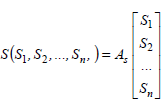 S(S₁, S₂, ..., Sₙ, ) = Aₛ [S₁
S₂
...
Sₙ]